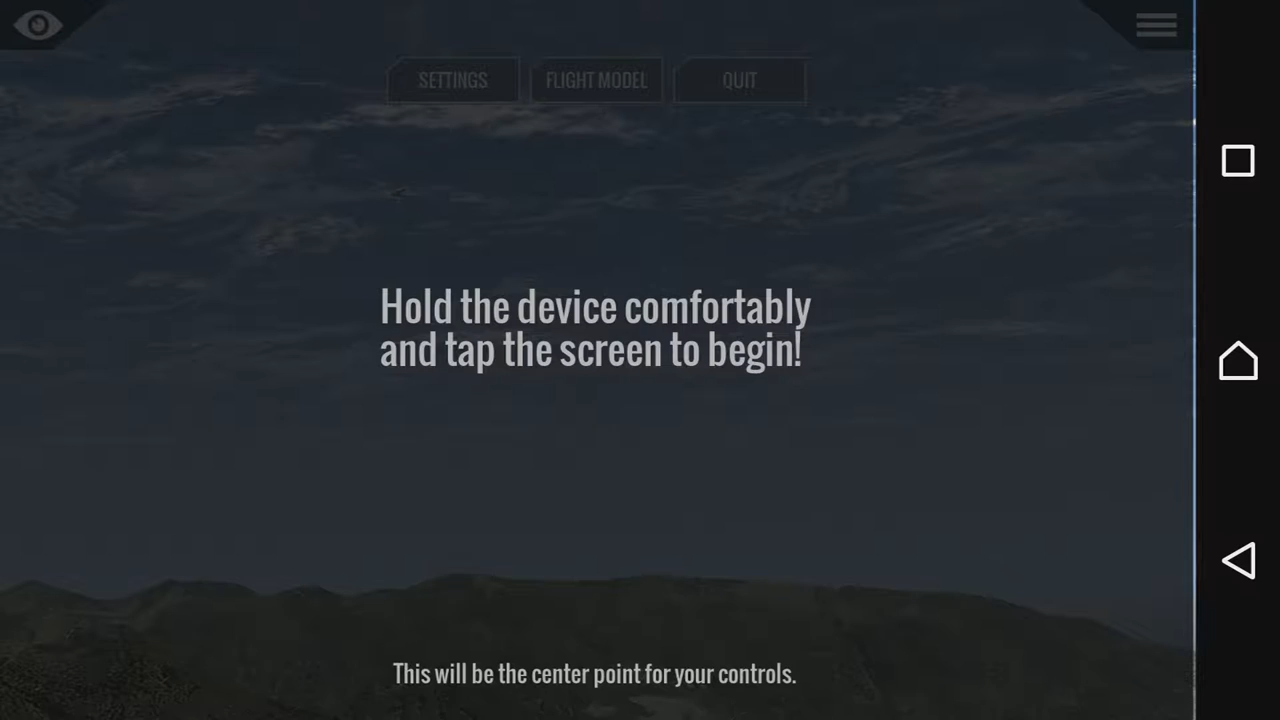 SETTINGS FLIGHT MODEL QUIT
Hold the device comfortably
and tap the screen to begin!
This will be the center point for your controls.